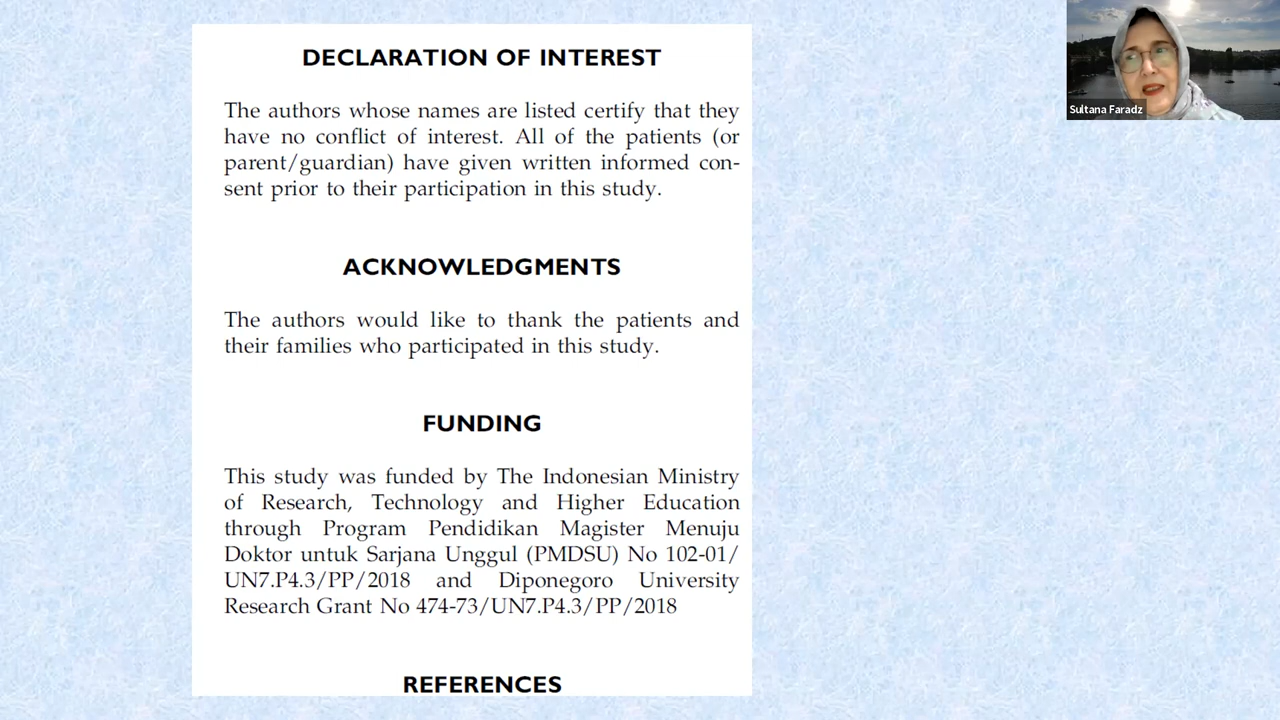 DECLARATION OF INTEREST
The authors whose names are listed certify that they
have no conflict of interest. All of the patients (or
parent/guardian) have given written informed con-
sent prior to their participation in this study.
ACKNOWLEDGMENTS
The authors would like to thank the patients and
their families who participated in this study.
FUNDING
This study was funded by The Indonesian Ministry
of Research, Technology and Higher Education
through Program Pendidikan Magister Menuju
Doktor untuk Sarjana Unggul (PMDSU) No 102-01/
UN7.P4.3/PP/2018 and Diponegoro University
Research Grant No 474-73/UN7.P4.3/PP/2018
REFERENCES
Sultana Faradz